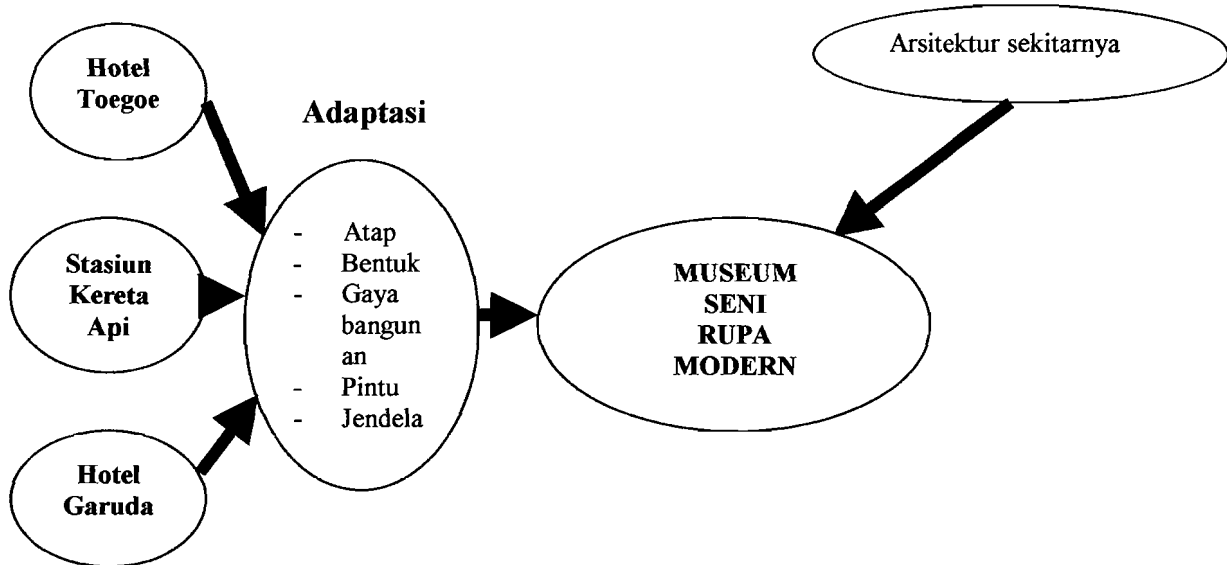 Hotel
Toegoe
Stasiun
Kereta
Api
Hotel
Garuda
Adaptasi
- Atap
- Bentuk
- Gaya
bangun
an
- Pintu
- Jendela
MUSEUM
SENI
RUPA
MODERN
Arsitektur sekitarnya